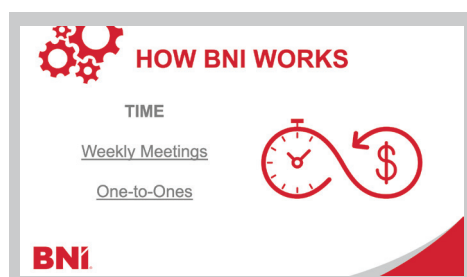 HOW BNI WORKS
TIME
Weekly Meetings
One-to-Ones
$
BNI